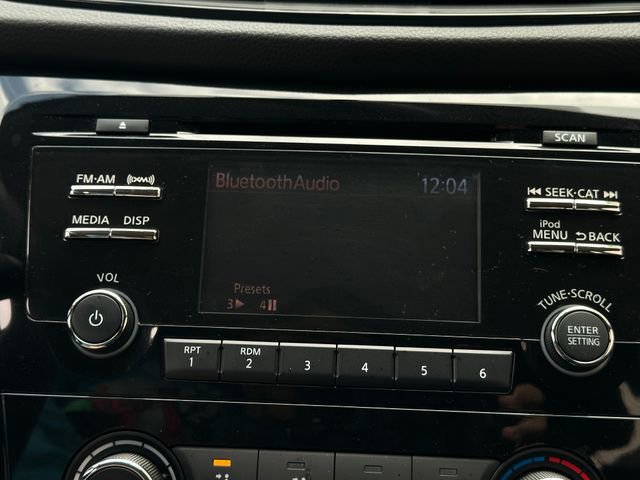 SCAN
FM·AM
((XM))
BluetoothAudio
12:04
SEEK·CAT
MEDIA
DISP
iPod
MENU
BACK
VOL
Presets
3 4
TUNE·SCROLL
ENTER
SETTING
RPT
1
RDM
2
3
4
5
6